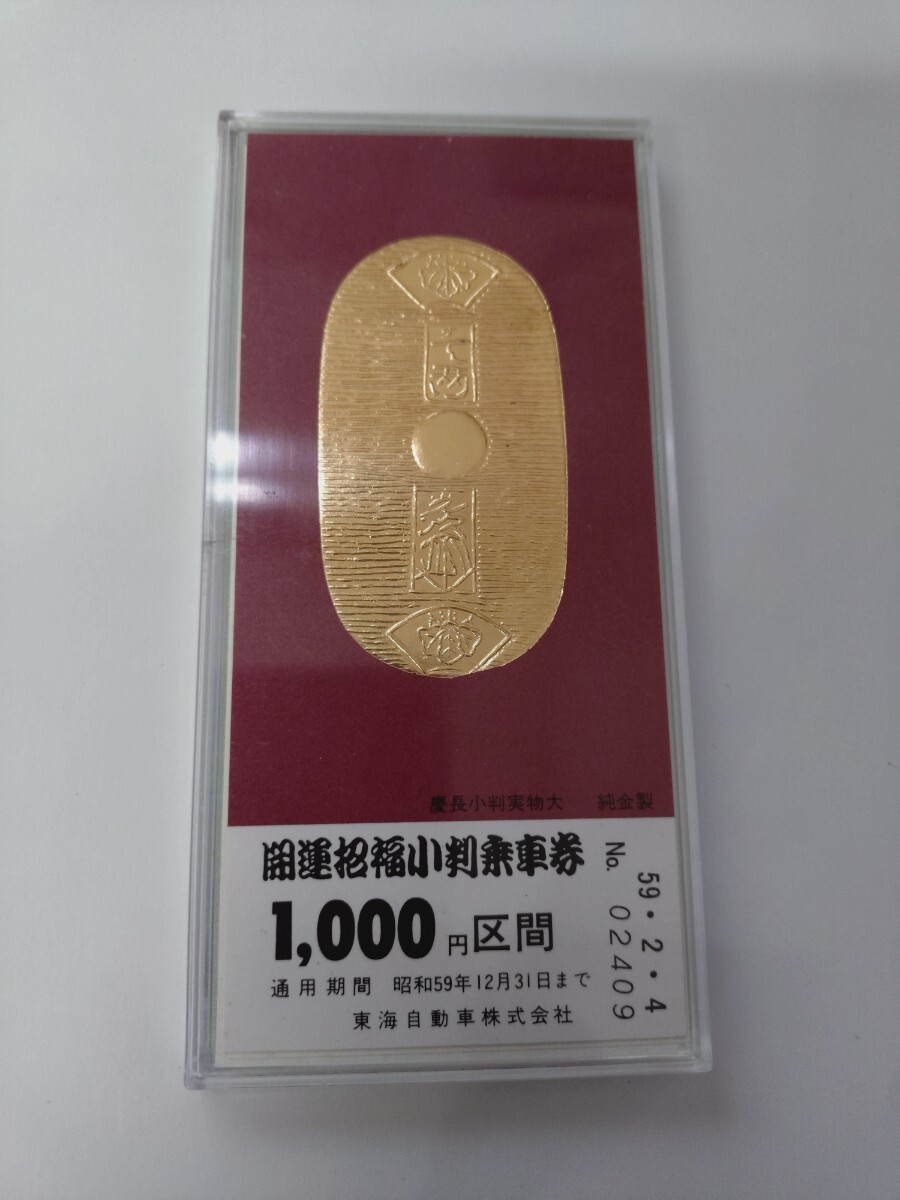 慶長小判実物大 純金製
開運招福小判乗車券
1,000円区間
通用期間 昭和59年12月31日まで
東海自動車株式会社
59・2・4
No. 02409